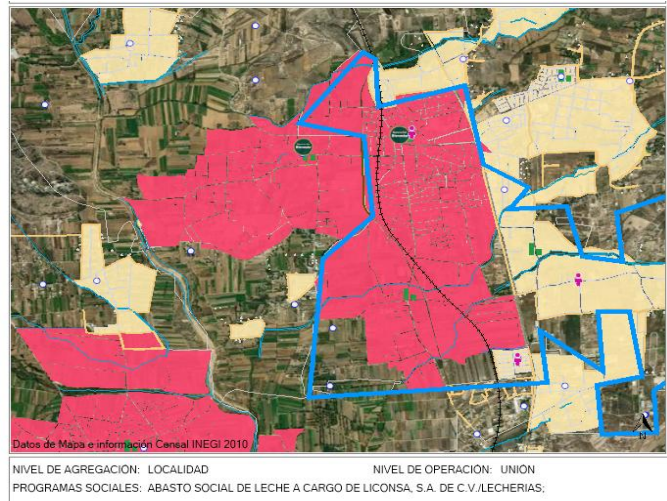 Datos de Mapa e información Censal INEGI 2010
N
NIVEL DE AGREGACIÓN: LOCALIDAD NIVEL DE OPERACIÓN: UNIÓN
PROGRAMAS SOCIALES: ABASTO SOCIAL DE LECHE A CARGO DE LICONSA, S.A. DE C.V./LECHERIAS;